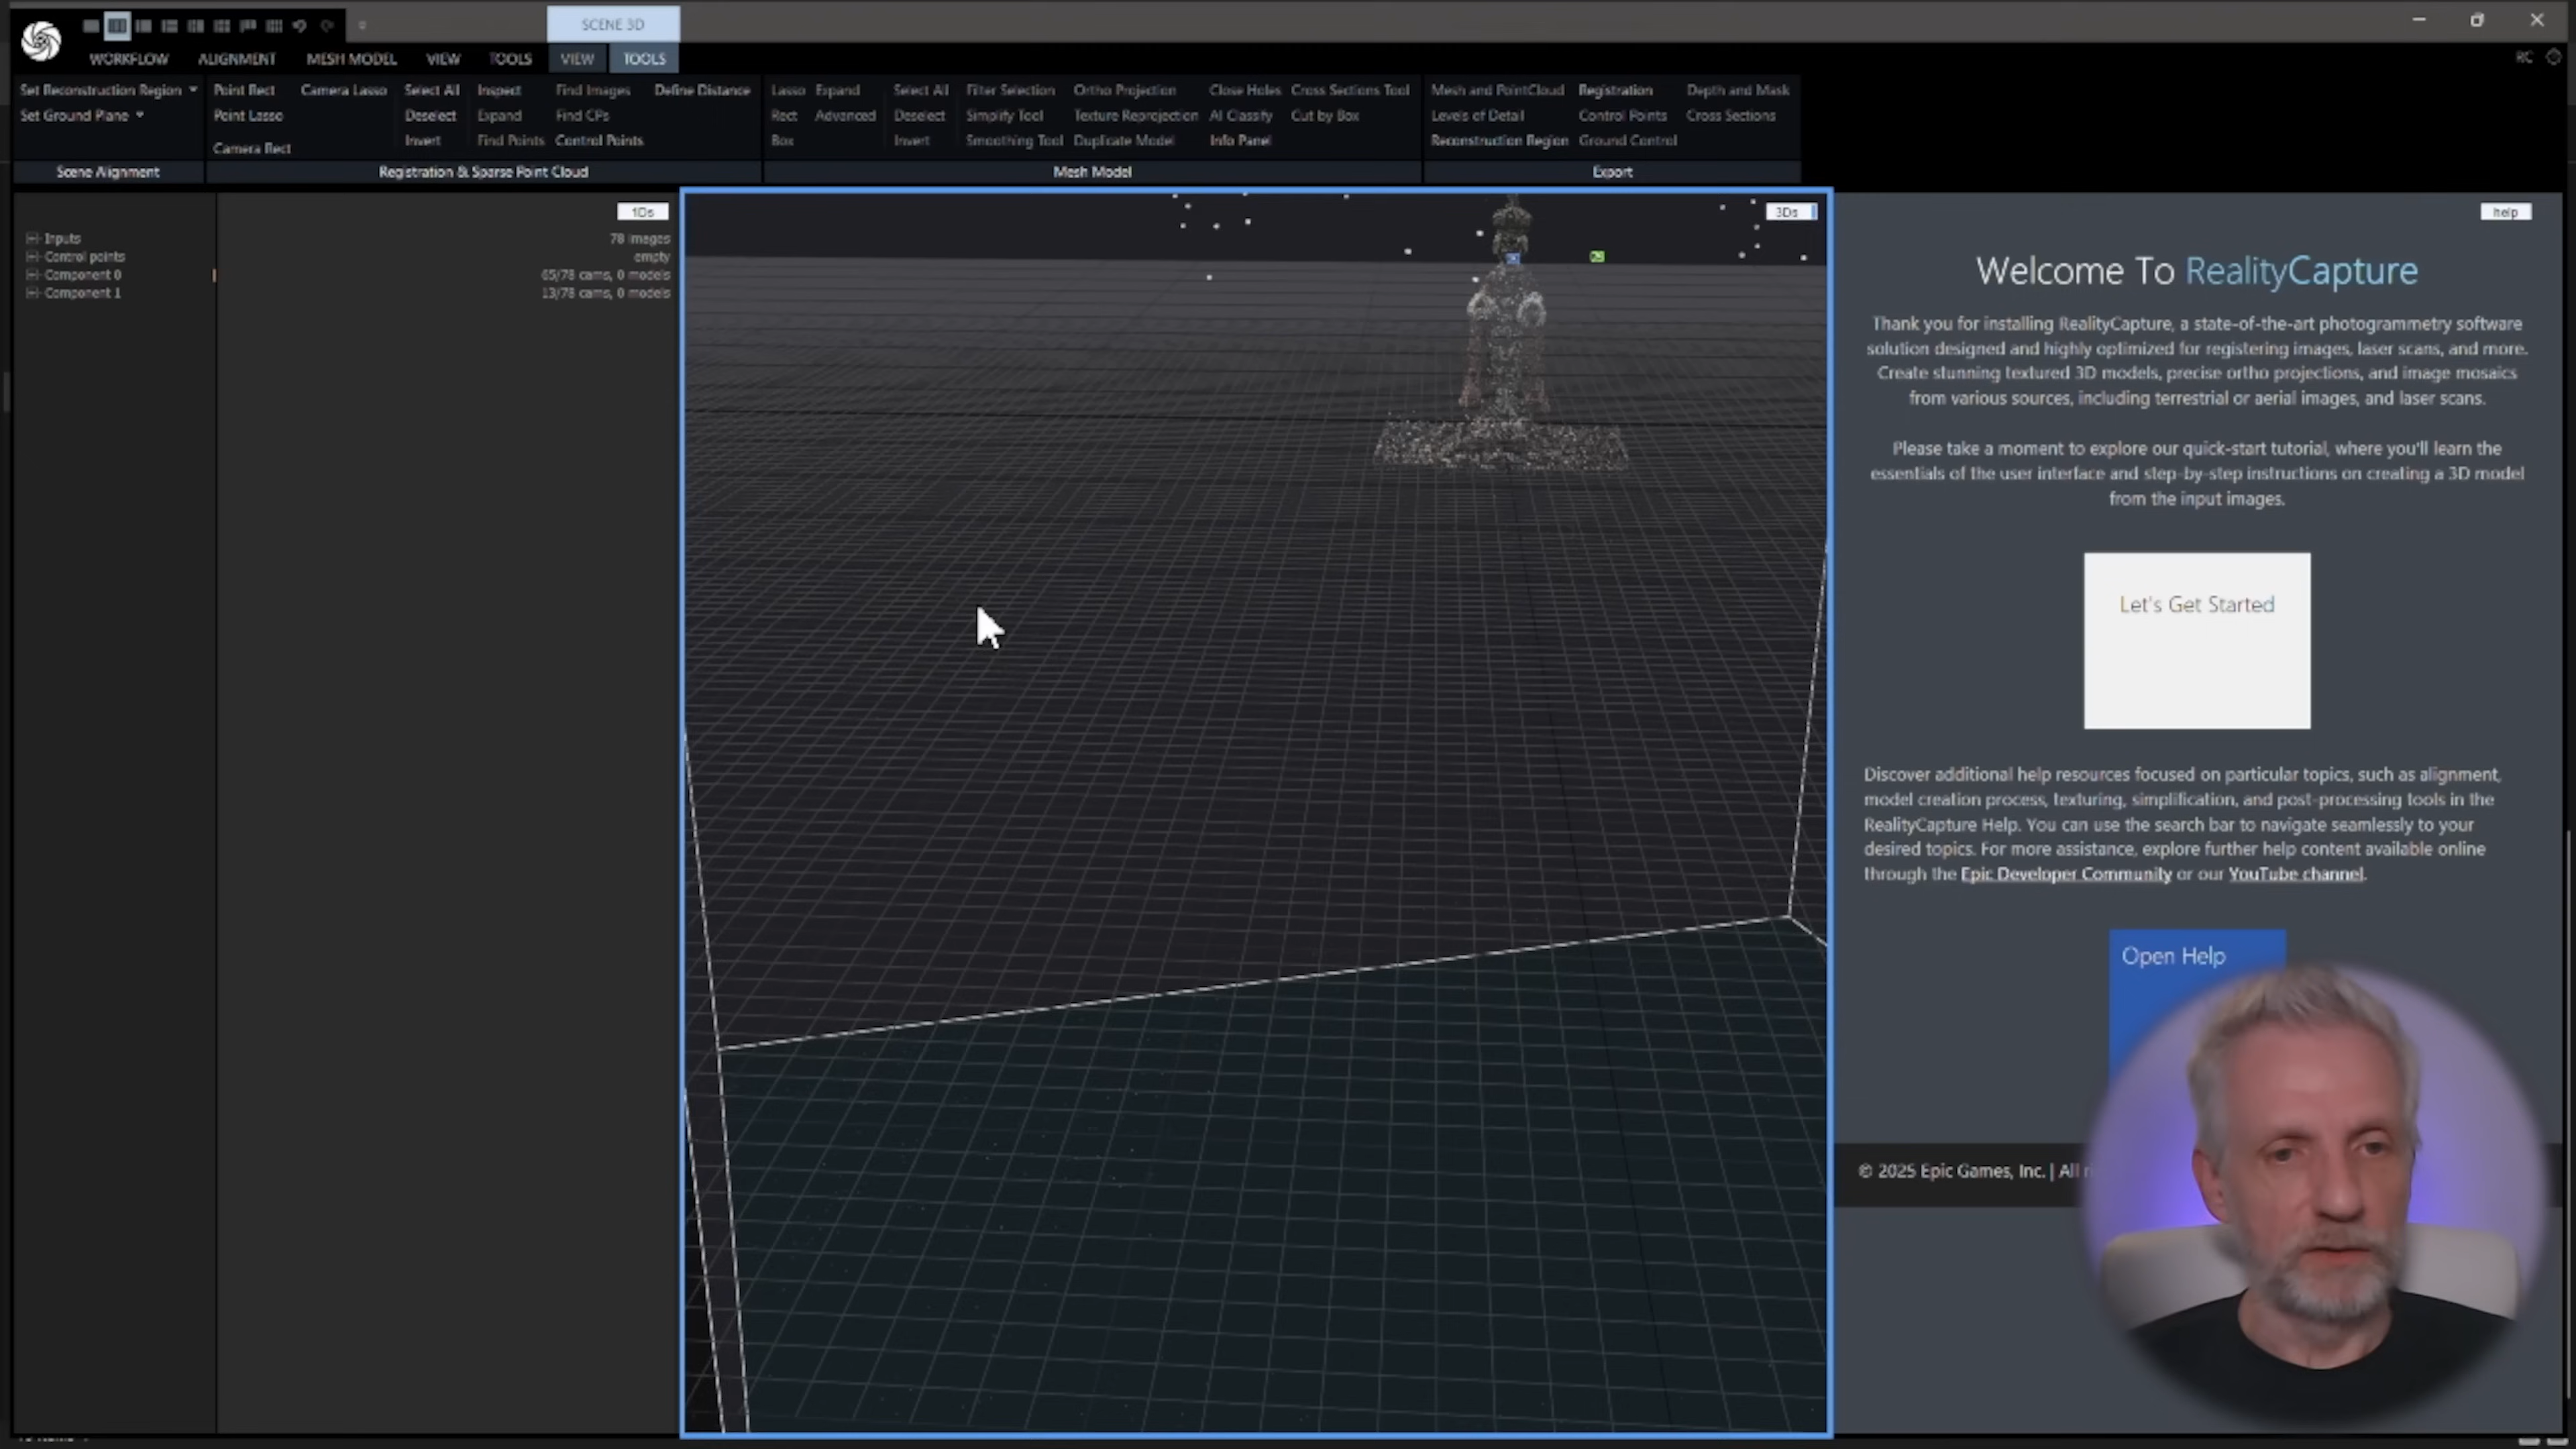 SCENE 3D
WORKFLOW ALIGNMENT MESH MODEL VIEW TOOLS VIEW TOOLS
RC
Set Reconstruction Region Point Rect Camera Lasso Select All Inspect Find Images Define Distance Lasso Expand Select All Filter Selection Ortho Projection Close Holes Cross Sections Tool Mesh and PointCloud Registration Depth and Mask
Set Ground Plane Point Lasso Deselect Expand Find CPs Rect Advanced Deselect Simplify Tool Texture Reprojection AI Classify Cut by Box Levels of Detail Control Points Cross Sections
Camera Rect Invert Find Points Control Points Box Invert Smoothing Tool Duplicate Model Info Panel Reconstruction Region Ground Control
Scene Alignment Registration & Sparse Point Cloud Mesh Model Export
1Ds
Inputs 78 images
Control points empty
Component 0 65/78 cams, 0 models
Component 1 13/78 cams, 0 models
3Ds
help
Welcome To RealityCapture
Thank you for installing RealityCapture, a state-of-the-art photogrammetry software
solution designed and highly optimized for registering images, laser scans, and more.
Create stunning textured 3D models, precise ortho projections, and image mosaics
from various sources, including terrestrial or aerial images, and laser scans.
Please take a moment to explore our quick-start tutorial, where you'll learn the
essentials of the user interface and step-by-step instructions on creating a 3D model
from the input images.
Let's Get Started
Discover additional help resources focused on particular topics, such as alignment,
model creation process, texturing, simplification, and post-processing tools in the
RealityCapture Help. You can use the search bar to navigate seamlessly to your
desired topics. For more assistance, explore further help content available online
through the Epic Developer Community or our YouTube channel.
Open Help
© 2025 Epic Games, Inc. | All